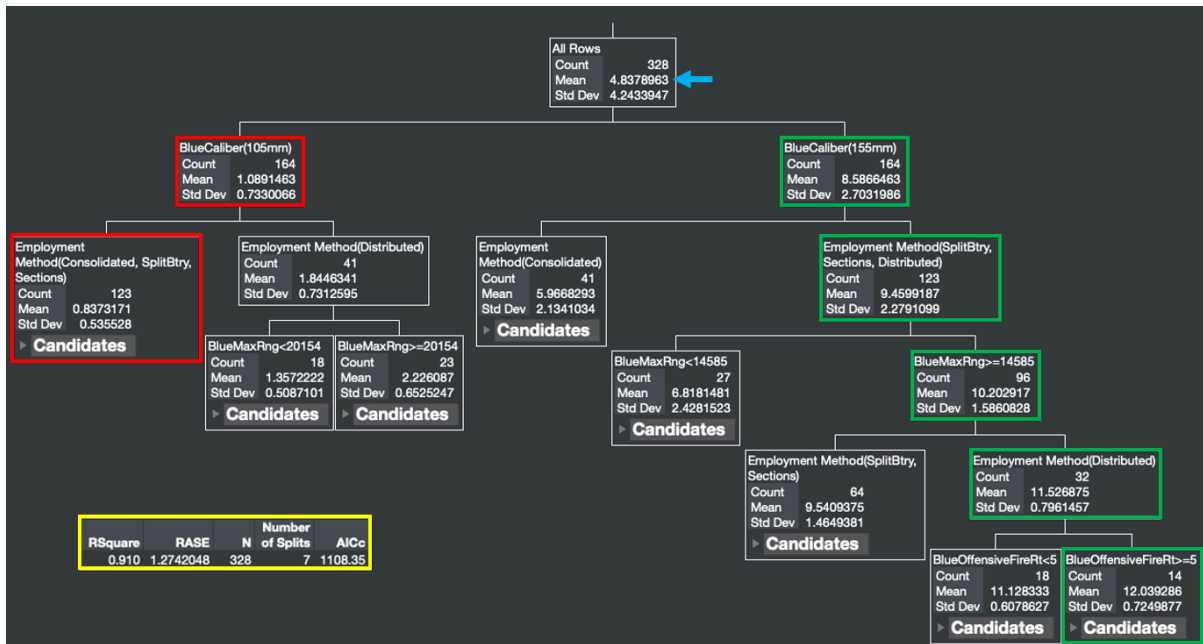 All Rows
Count 328
Mean 4.8378963
Std Dev 4.2433947
BlueCaliber(105mm)
Count 164
Mean 1.0891463
Std Dev 0.7330066
BlueCaliber(155mm)
Count 164
Mean 8.5866463
Std Dev 2.7031986
Employment
Method(Consolidated, SplitBtry,
Sections)
Count 123
Mean 0.8373171
Std Dev 0.535528
Candidates
Employment Method(Distributed)
Count 41
Mean 1.8446341
Std Dev 0.7312595
Employment
Method(Consolidated)
Count 41
Mean 5.9668293
Std Dev 2.1341034
Candidates
Employment Method(SplitBtry,
Sections, Distributed)
Count 123
Mean 9.4599187
Std Dev 2.2791099
BlueMaxRng<20154
Count 18
Mean 1.3572222
Std Dev 0.5087101
Candidates
BlueMaxRng>=20154
Count 23
Mean 2.226087
Std Dev 0.6525247
Candidates
BlueMaxRng<14585
Count 27
Mean 6.8181481
Std Dev 2.4281523
Candidates
BlueMaxRng>=14585
Count 96
Mean 10.202917
Std Dev 1.5860828
Employment Method(SplitBtry,
Sections)
Count 64
Mean 9.5409375
Std Dev 1.4649381
Candidates
Employment Method(Distributed)
Count 32
Mean 11.526875
Std Dev 0.7961457
BlueOffensiveFireRt<5
Count 18
Mean 11.128333
Std Dev 0.6078627
Candidates
BlueOffensiveFireRt>=5
Count 14
Mean 12.039286
Std Dev 0.7249877
Candidates
RSquare RASE N Number of Splits AICc
0.910 1.2742048 328 7 1108.35